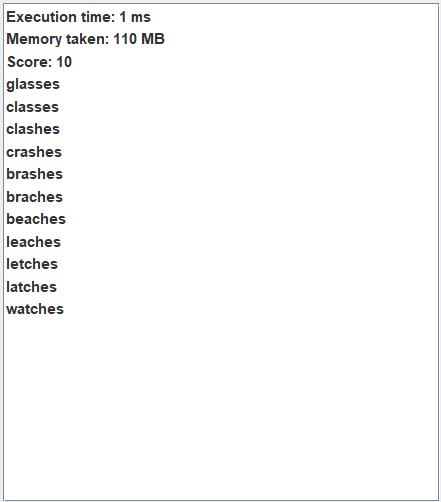 Execution time: 1 ms
Memory taken: 110 MB
Score: 10
glasses
classes
clashes
crashes
brashes
braches
beaches
leaches
letches
latches
watches